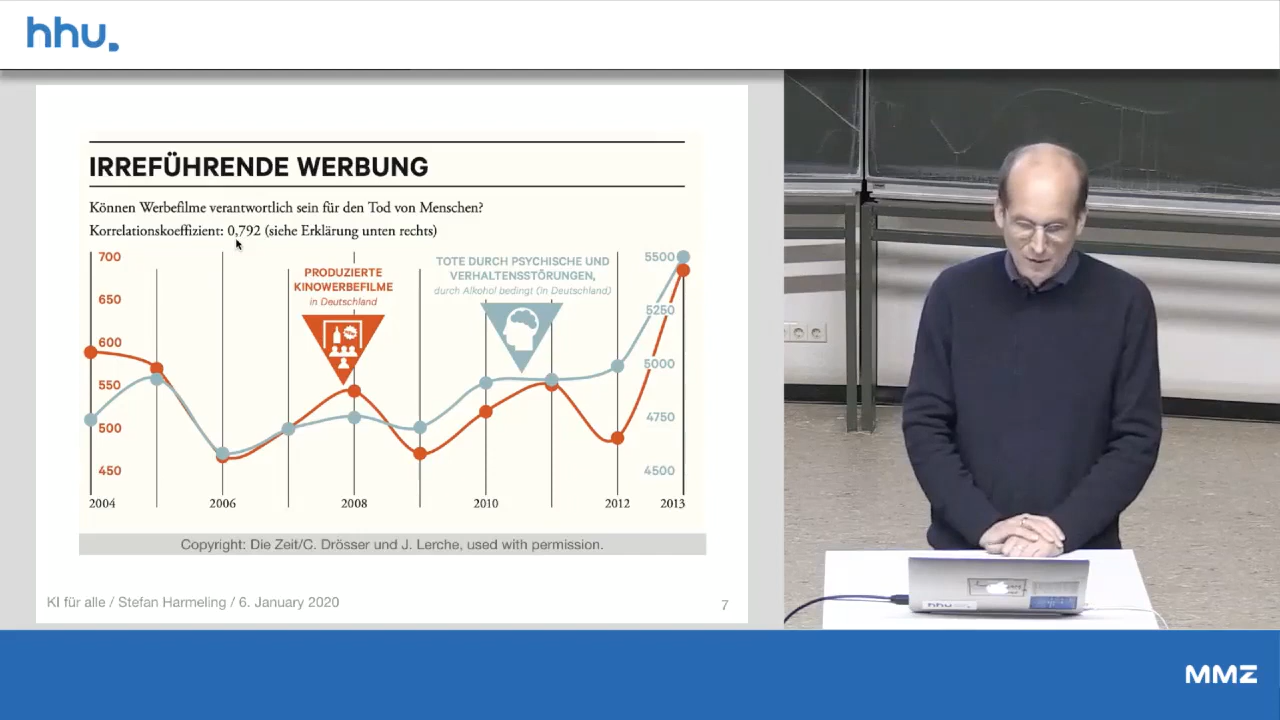 hhu.
IRREFÜHRENDE WERBUNG
Können Werbefilme verantwortlich sein für den Tod von Menschen?
Korrelationskoeffizient: 0,792 (siehe Erklärung unten rechts)
700
650
600
550
500
450
PRODUZIERTE
KINOWERBEFILME
in Deutschland
TOTE DURCH PSYCHISCHE UND
VERHALTENSSTÖRUNGEN,
durch Alkohol bedingt (in Deutschland)
5500
5250
5000
4750
4500
2004
2006
2008
2010
2012
2013
Copyright: Die Zeit/C. Drösser und J. Lerche, used with permission.
KI für alle / Stefan Harmeling / 6. January 2020
7
hhu.
MMZ